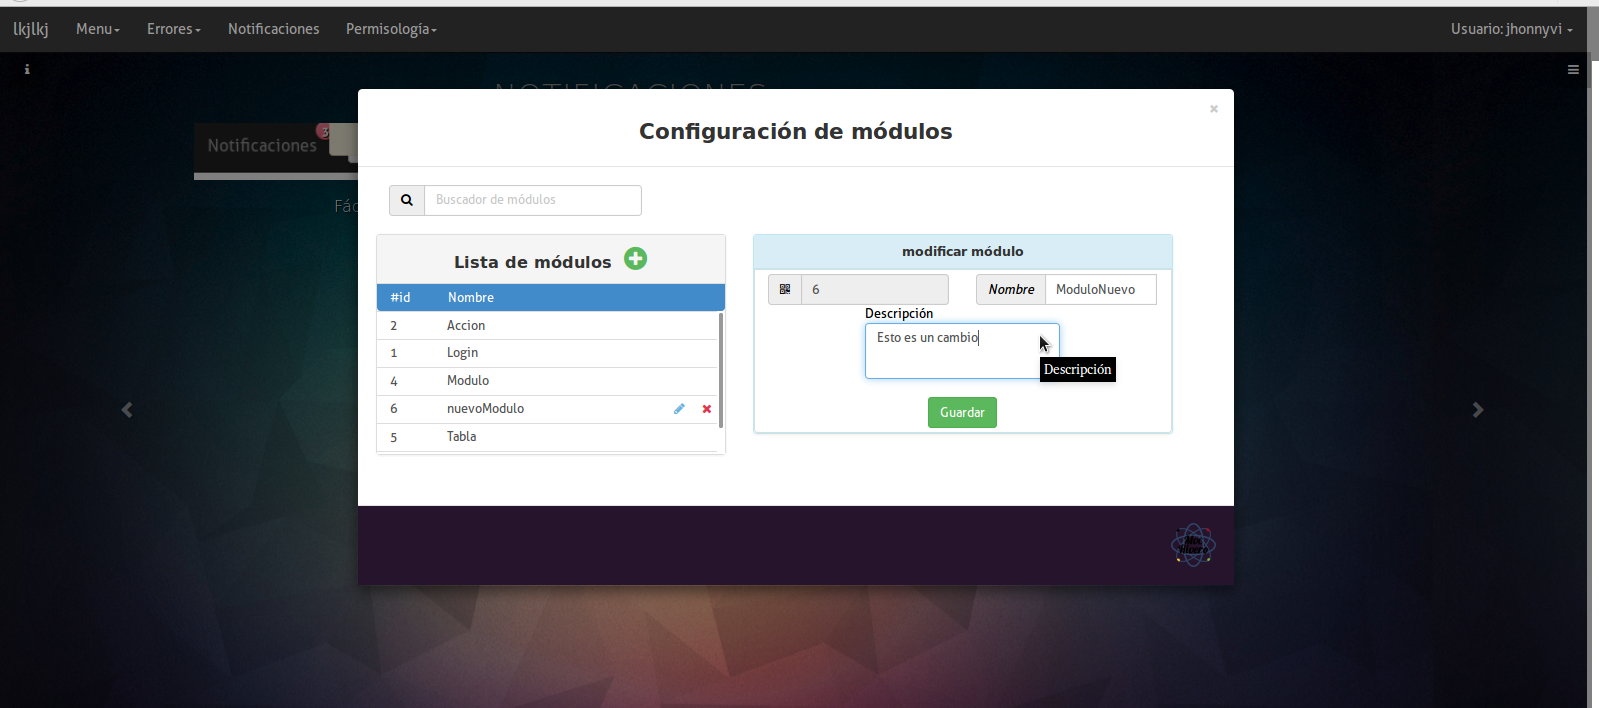 lkjlkj Menu Errores Notificaciones Permisología Usuario: jhonnyvi
NOTIFICACIONES
Notificaciones 3
Fác
×
Configuración de módulos
Buscador de módulos
Lista de módulos
#id Nombre
2 Accion
1 Login
4 Modulo
6 nuevoModulo
5 Tabla
modificar módulo
6 Nombre ModuloNuevo
Descripción
Esto es un cambio
Descripción
Guardar